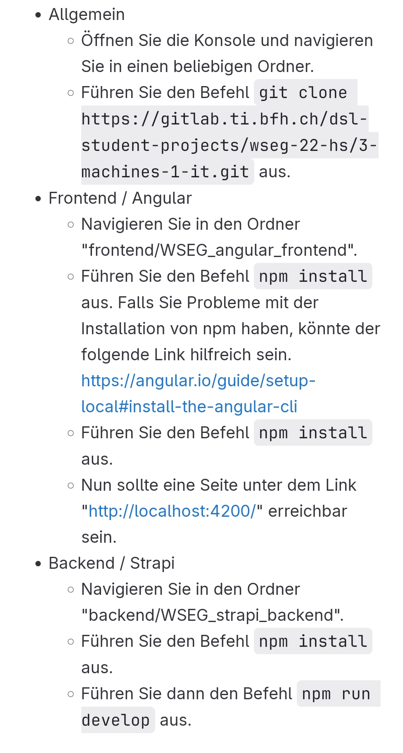 Allgemein
Öffnen Sie die Konsole und navigieren
Sie in einen beliebigen Ordner.
Führen Sie den Befehl git clone
https://gitlab.ti.bfh.ch/dsl-
student-projects/wseg-22-hs/3-
machines-1-it.git aus.
Frontend / Angular
Navigieren Sie in den Ordner
"frontend/WSEG_angular_frontend".
Führen Sie den Befehl npm install
aus. Falls Sie Probleme mit der
Installation von npm haben, könnte der
folgende Link hilfreich sein.
https://angular.io/guide/setup-
local#install-the-angular-cli
Führen Sie den Befehl npm install
aus.
Nun sollte eine Seite unter dem Link
"http://localhost:4200/" erreichbar
sein.
Backend / Strapi
Navigieren Sie in den Ordner
"backend/WSEG_strapi_backend".
Führen Sie den Befehl npm install
aus.
Führen Sie dann den Befehl npm run
develop aus.